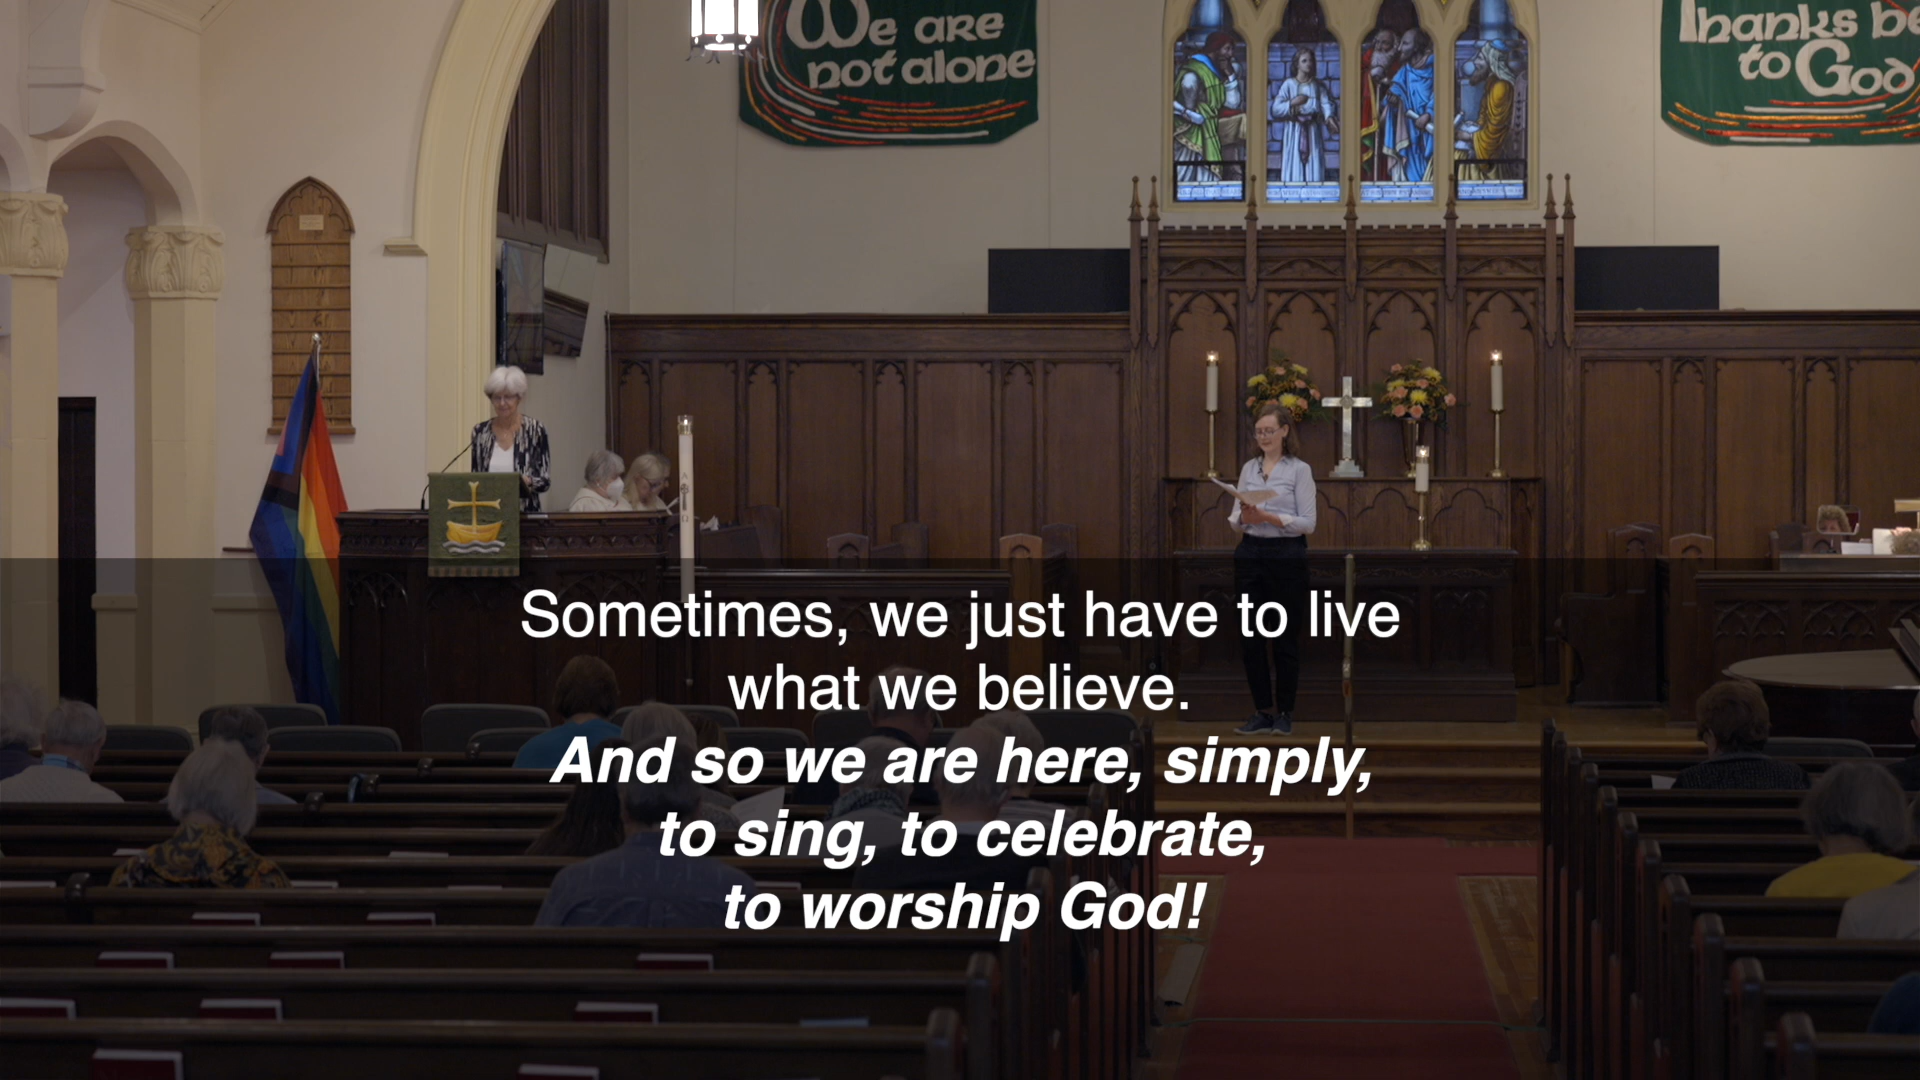 We are
not alone
Thanks be
to God
Sometimes, we just have to live
what we believe.
And so we are here, simply,
to sing, to celebrate,
to worship God!